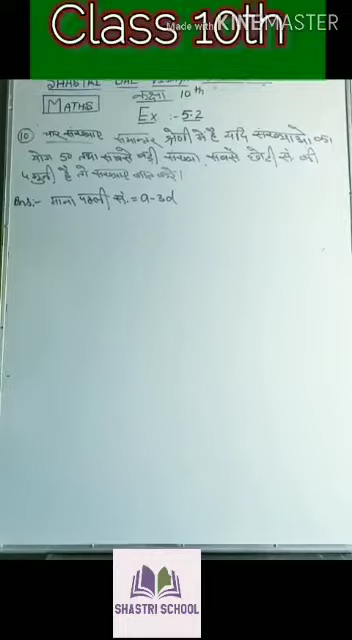 Class 10th
Made with KINEMASTER
कक्षा 10th
MATHS
Ex :- 5.2
(10) चार संख्याएं समान्तर श्रेणी में है यदि संख्याओं का
योग 50 तथा सबसे बड़ी संख्या सबसे छोटी सं. की
4 गुनी है तो संख्याएं ज्ञात करें।
Ans:- माना पहली सं. = a-3d
SHASTRI SCHOOL